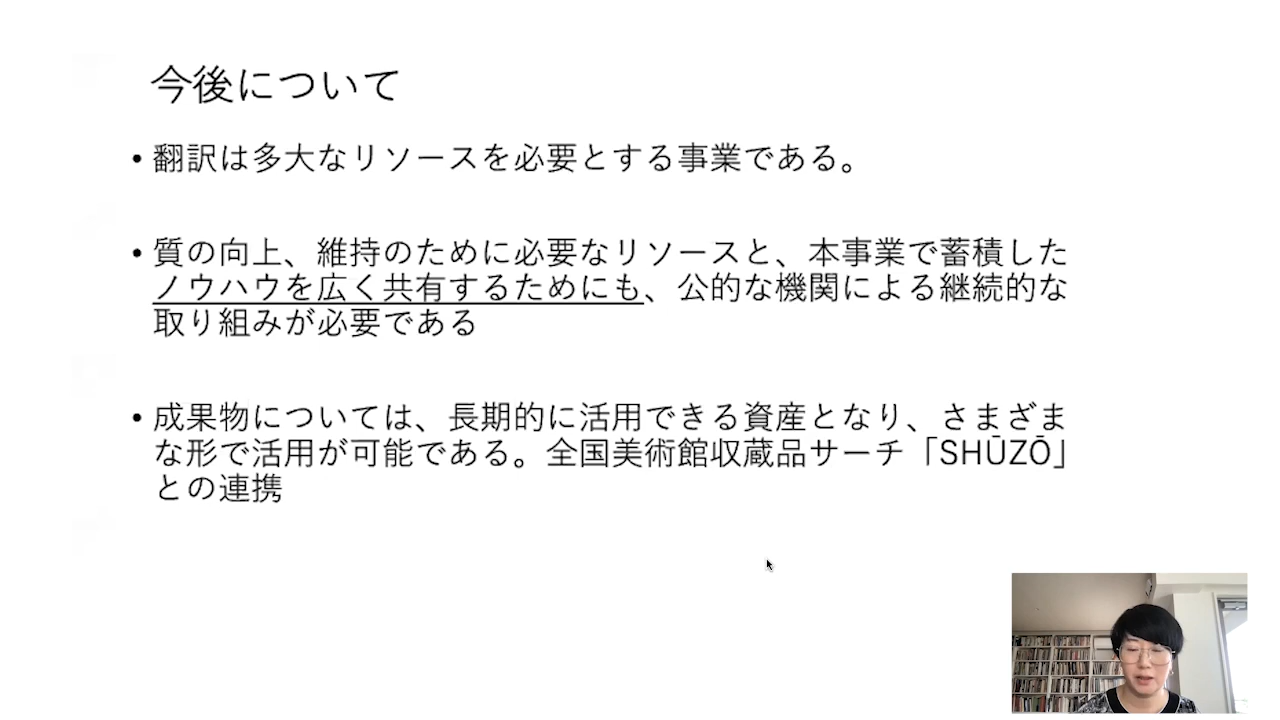 今後について
• 翻訳は多大なリソースを必要とする事業である。
• 質の向上、維持のために必要なリソースと、本事業で蓄積した
ノウハウを広く共有するためにも、公的な機関による継続的な
取り組みが必要である
• 成果物については、長期的に活用できる資産となり、さまざま
な形で活用が可能である。全国美術館収蔵品サーチ「SHŪZŌ」
との連携